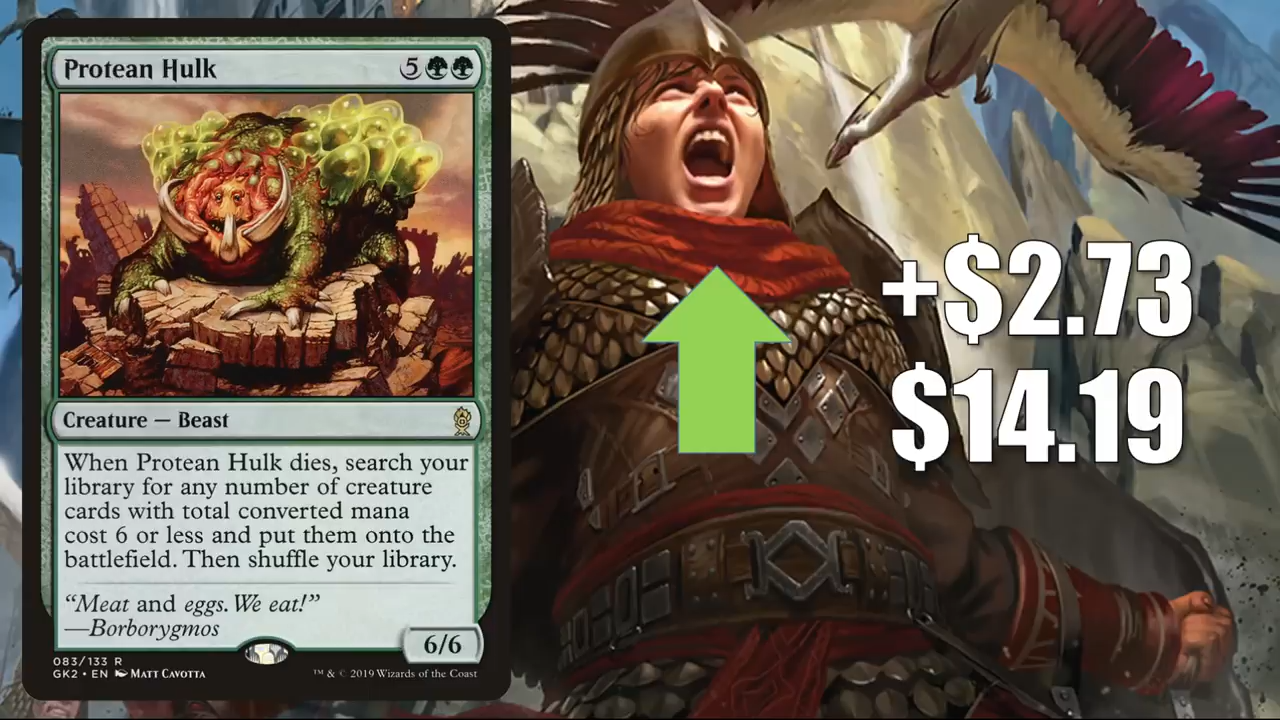 Protean Hulk 5
Creature — Beast
When Protean Hulk dies, search your
library for any number of creature
cards with total converted mana
cost 6 or less and put them onto the
battlefield. Then shuffle your library.
“Meat and eggs. We eat!”
—Borborygmos
6/6
083/133 R
GK2 • EN MATT CAVOTTA
™ & © 2019 Wizards of the Coast
+$2.73
$14.19